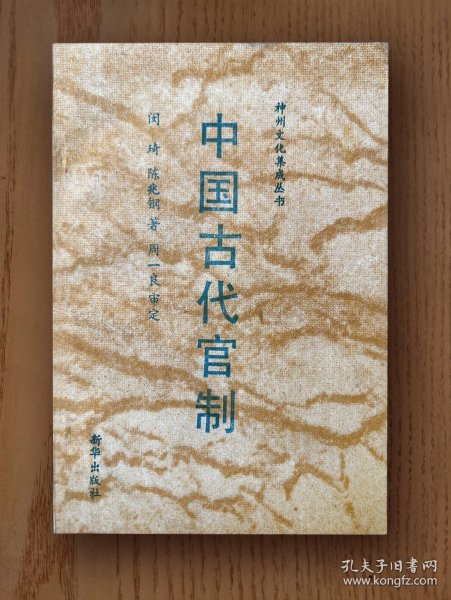 神州文化集成丛书
中国古代官制
闵琦 陈兆钢 著 周一良 审定
新华出版社
孔夫子旧书网
www.kongfz.com